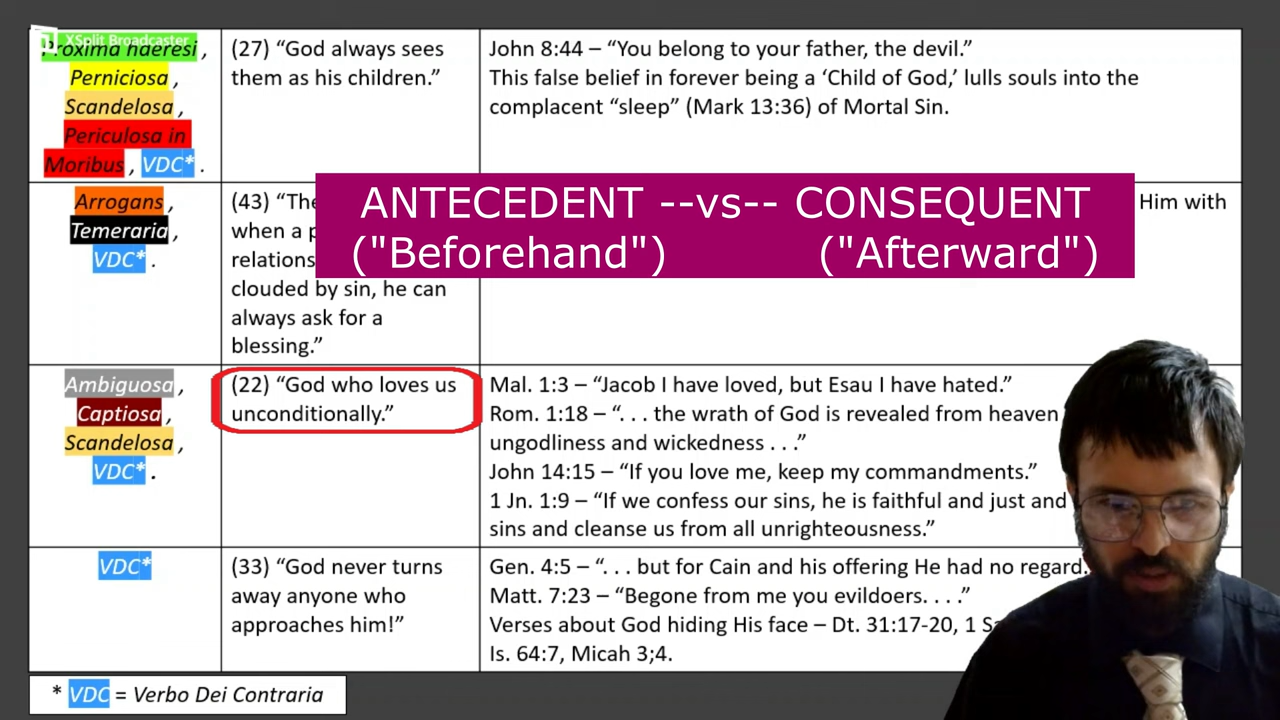 XSplit Broadcaster
Proxima haeresi ,
Perniciosa ,
Scandelosa ,
Periculosa in
Moribus , VDC* .
(27) “God always sees
them as his children.”
John 8:44 – “You belong to your father, the devil.”
This false belief in forever being a ‘Child of God,’ lulls souls into the
complacent “sleep” (Mark 13:36) of Mortal Sin.
ANTECEDENT --vs-- CONSEQUENT
("Beforehand") ("Afterward")
Arrogans ,
Temeraria ,
VDC* .
(43) “The
when a
relations
clouded by sin, he can
always ask for a
blessing.”
Him with
Ambiguosa ,
Captiosa ,
Scandelosa ,
VDC* .
(22) “God who loves us
unconditionally.”
Mal. 1:3 – “Jacob I have loved, but Esau I have hated.”
Rom. 1:18 – “. . . the wrath of God is revealed from heaven
ungodliness and wickedness . . .”
John 14:15 – “If you love me, keep my commandments.”
1 Jn. 1:9 – “If we confess our sins, he is faithful and just and
sins and cleanse us from all unrighteousness.”
VDC*
(33) “God never turns
away anyone who
approaches him!”
Gen. 4:5 – “. . . but for Cain and his offering He had no regard.
Matt. 7:23 – “Begone from me you evildoers. . . .”
Verses about God hiding His face – Dt. 31:17-20, 1
Is. 64:7, Micah 3;4.
* VDC = Verbo Dei Contraria